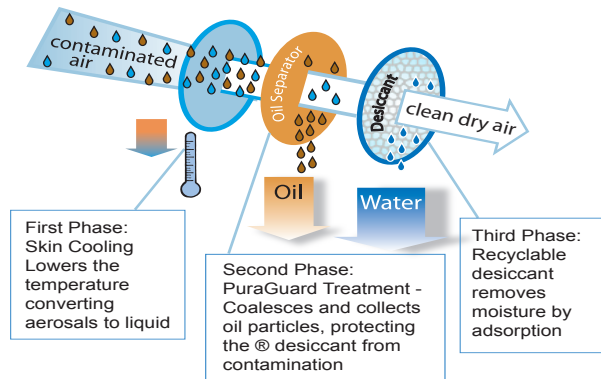 contaminated
air
Oil Separator
Desiccant
clean dry air
Oil
Water
First Phase:
Skin Cooling
Lowers the
temperature
converting
aerosals to liquid
Second Phase:
PuraGuard Treatment -
Coalesces and collects
oil particles, protecting
the ® desiccant from
contamination
Third Phase:
Recyclable
desiccant
removes
moisture by
adsorption